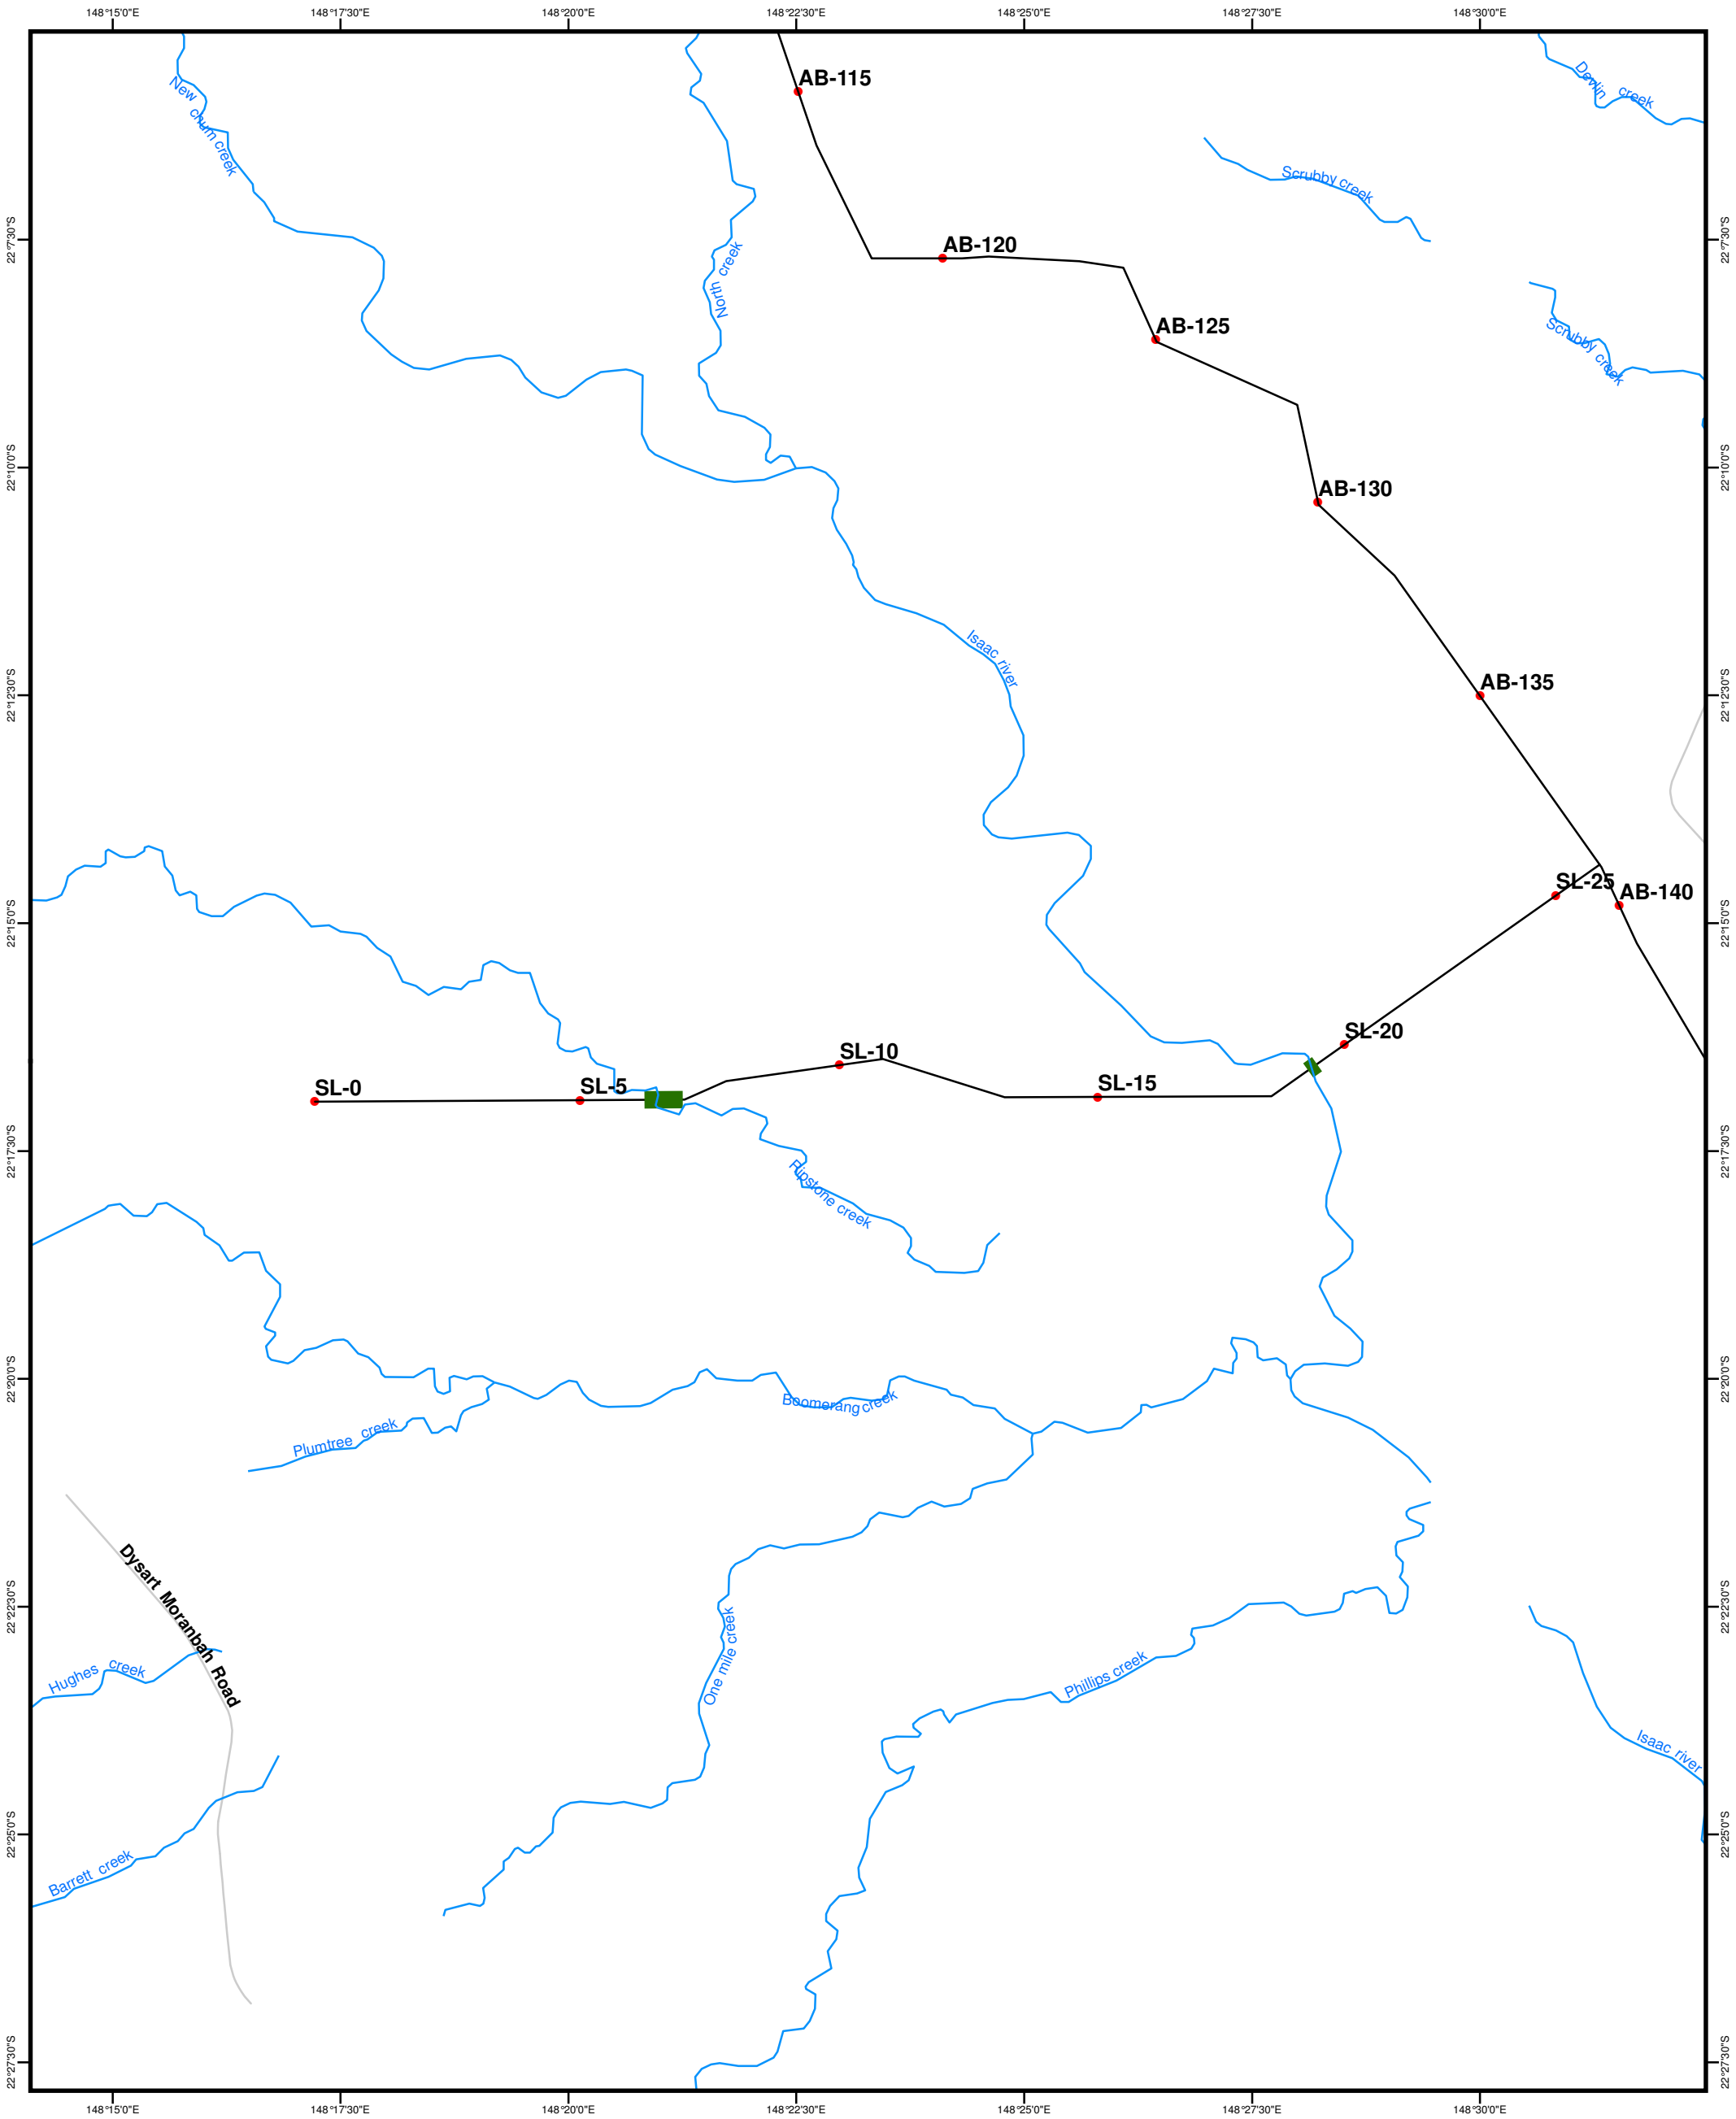 148°15'0"E
148°17'30"E
148°20'0"E
148°22'30"E
148°25'0"E
148°27'30"E
148°30'0"E
AB-115
Devlin creek
New chum creek
Scrubby creek
22°7'30"S
22°7'30"S
North creek
AB-120
AB-125
Scrubby creek
22°10'0"S
22°10'0"S
AB-130
Isaac river
22°12'30"S
22°12'30"S
AB-135
SL-25
AB-140
22°15'0"S
22°15'0"S
SL-20
SL-10
SL-0
SL-5
SL-15
22°17'30"S
22°17'30"S
Ripstone creek
22°20'0"S
22°20'0"S
Boomerang creek
Plumtree creek
Dysart Moranbah Road
22°22'30"S
22°22'30"S
One mile creek
Hughes creek
Phillips creek
Isaac river
22°25'0"S
22°25'0"S
Barrett creek
22°27'30"S
22°27'30"S
148°15'0"E
148°17'30"E
148°20'0"E
148°22'30"E
148°25'0"E
148°27'30"E
148°30'0"E